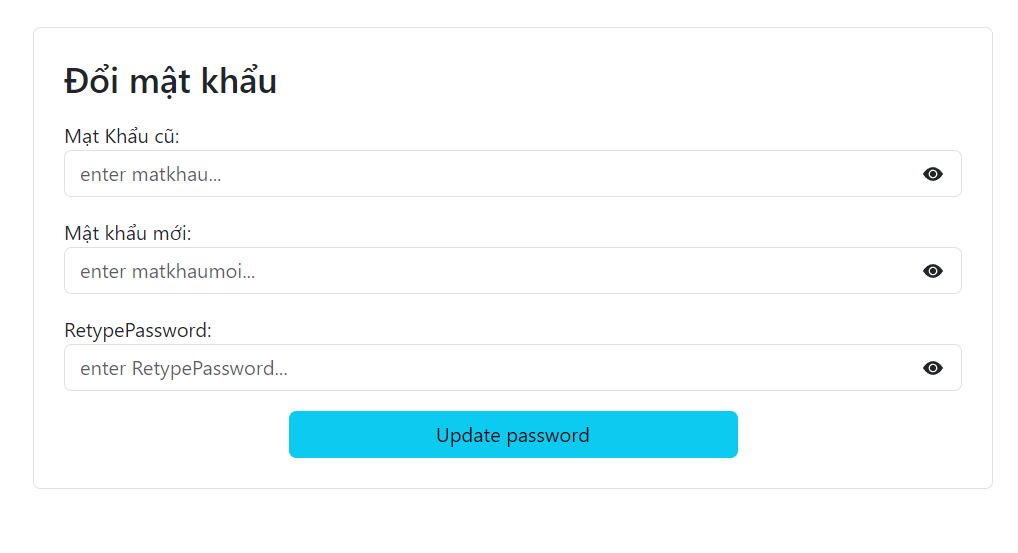 Đổi mật khẩu
Mạt Khẩu cũ:
enter matkhau...
Mật khẩu mới:
enter matkhaumoi...
RetypePassword:
enter RetypePassword...
Update password